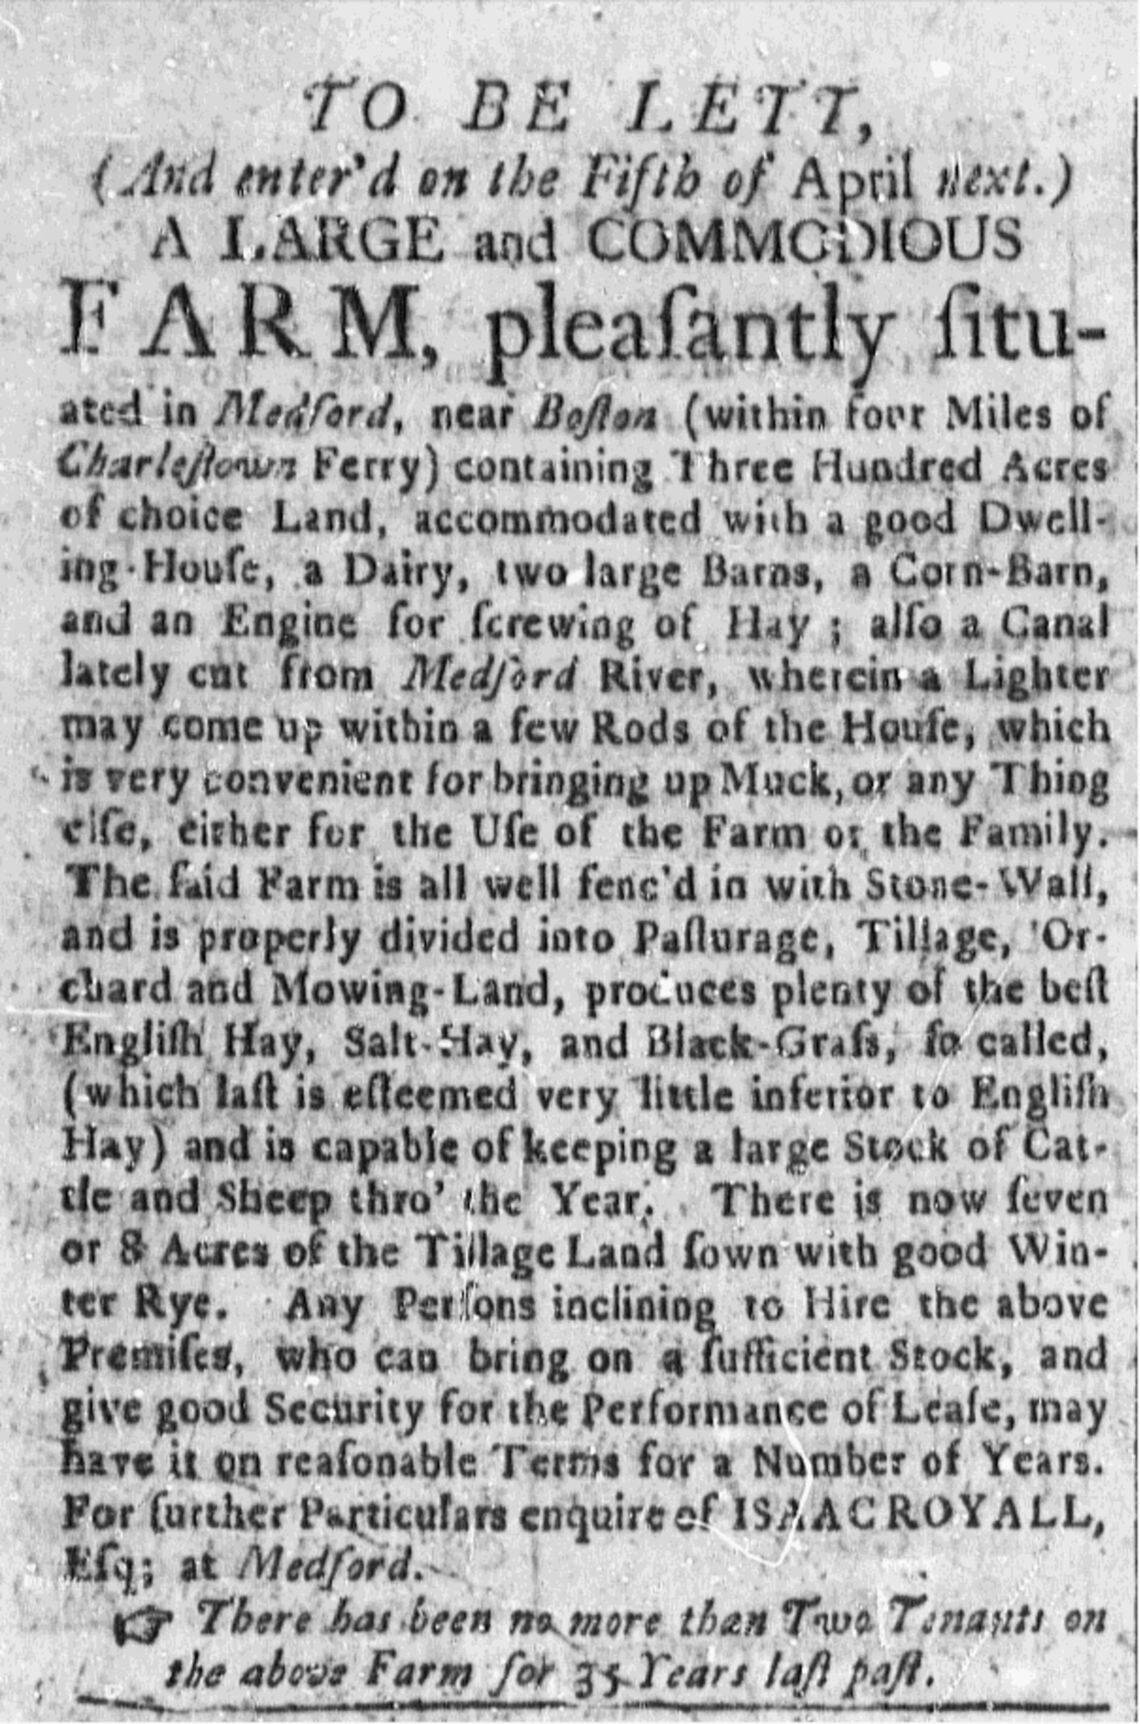 TO BE LETT,
(And enter'd on the Fifth of April next.)
A LARGE and COMMODIOUS
FARM, pleaſantly ſitu-
ated in Medford, near Boſton (within four Miles of
Charleſtown Ferry) containing Three Hundred Acres
of choice Land, accommodated with a good Dwell-
ing-Houſe, a Dairy, two large Barns, a Corn-Barn,
and an Engine for ſcrewing of Hay ; alſo a Canal
lately cut from Medford River, wherein a Lighter
may come up within a few Rods of the Houſe, which
is very convenient for bringing up Muck, or any Thing
elſe, either for the Uſe of the Farm or the Family.
The ſaid Farm is all well fenc'd in with Stone-Wall,
and is properly divided into Paſturage, Tillage, Or-
chard and Mowing-Land, produces plenty of the beſt
Engliſh Hay, Salt-Hay, and Black-Graſs, ſo called,
(which laſt is eſteemed very little inferior to Engliſh
Hay) and is capable of keeping a large Stock of Cat-
tle and Sheep thro' the Year. There is now ſeven
or 8 Acres of the Tillage Land ſown with good Win-
ter Rye. Any Perſons inclining to Hire the above
Premiſes, who can bring on a ſufficient Stock, and
give good Security for the Performance of Leaſe, may
have it on reaſonable Terms for a Number of Years.
For further Particulars enquire of ISAAC ROYALL,
Eſq; at Medford.
☞ There has been no more than Two Tenants on
the above Farm for 35 Years laſt paſt.